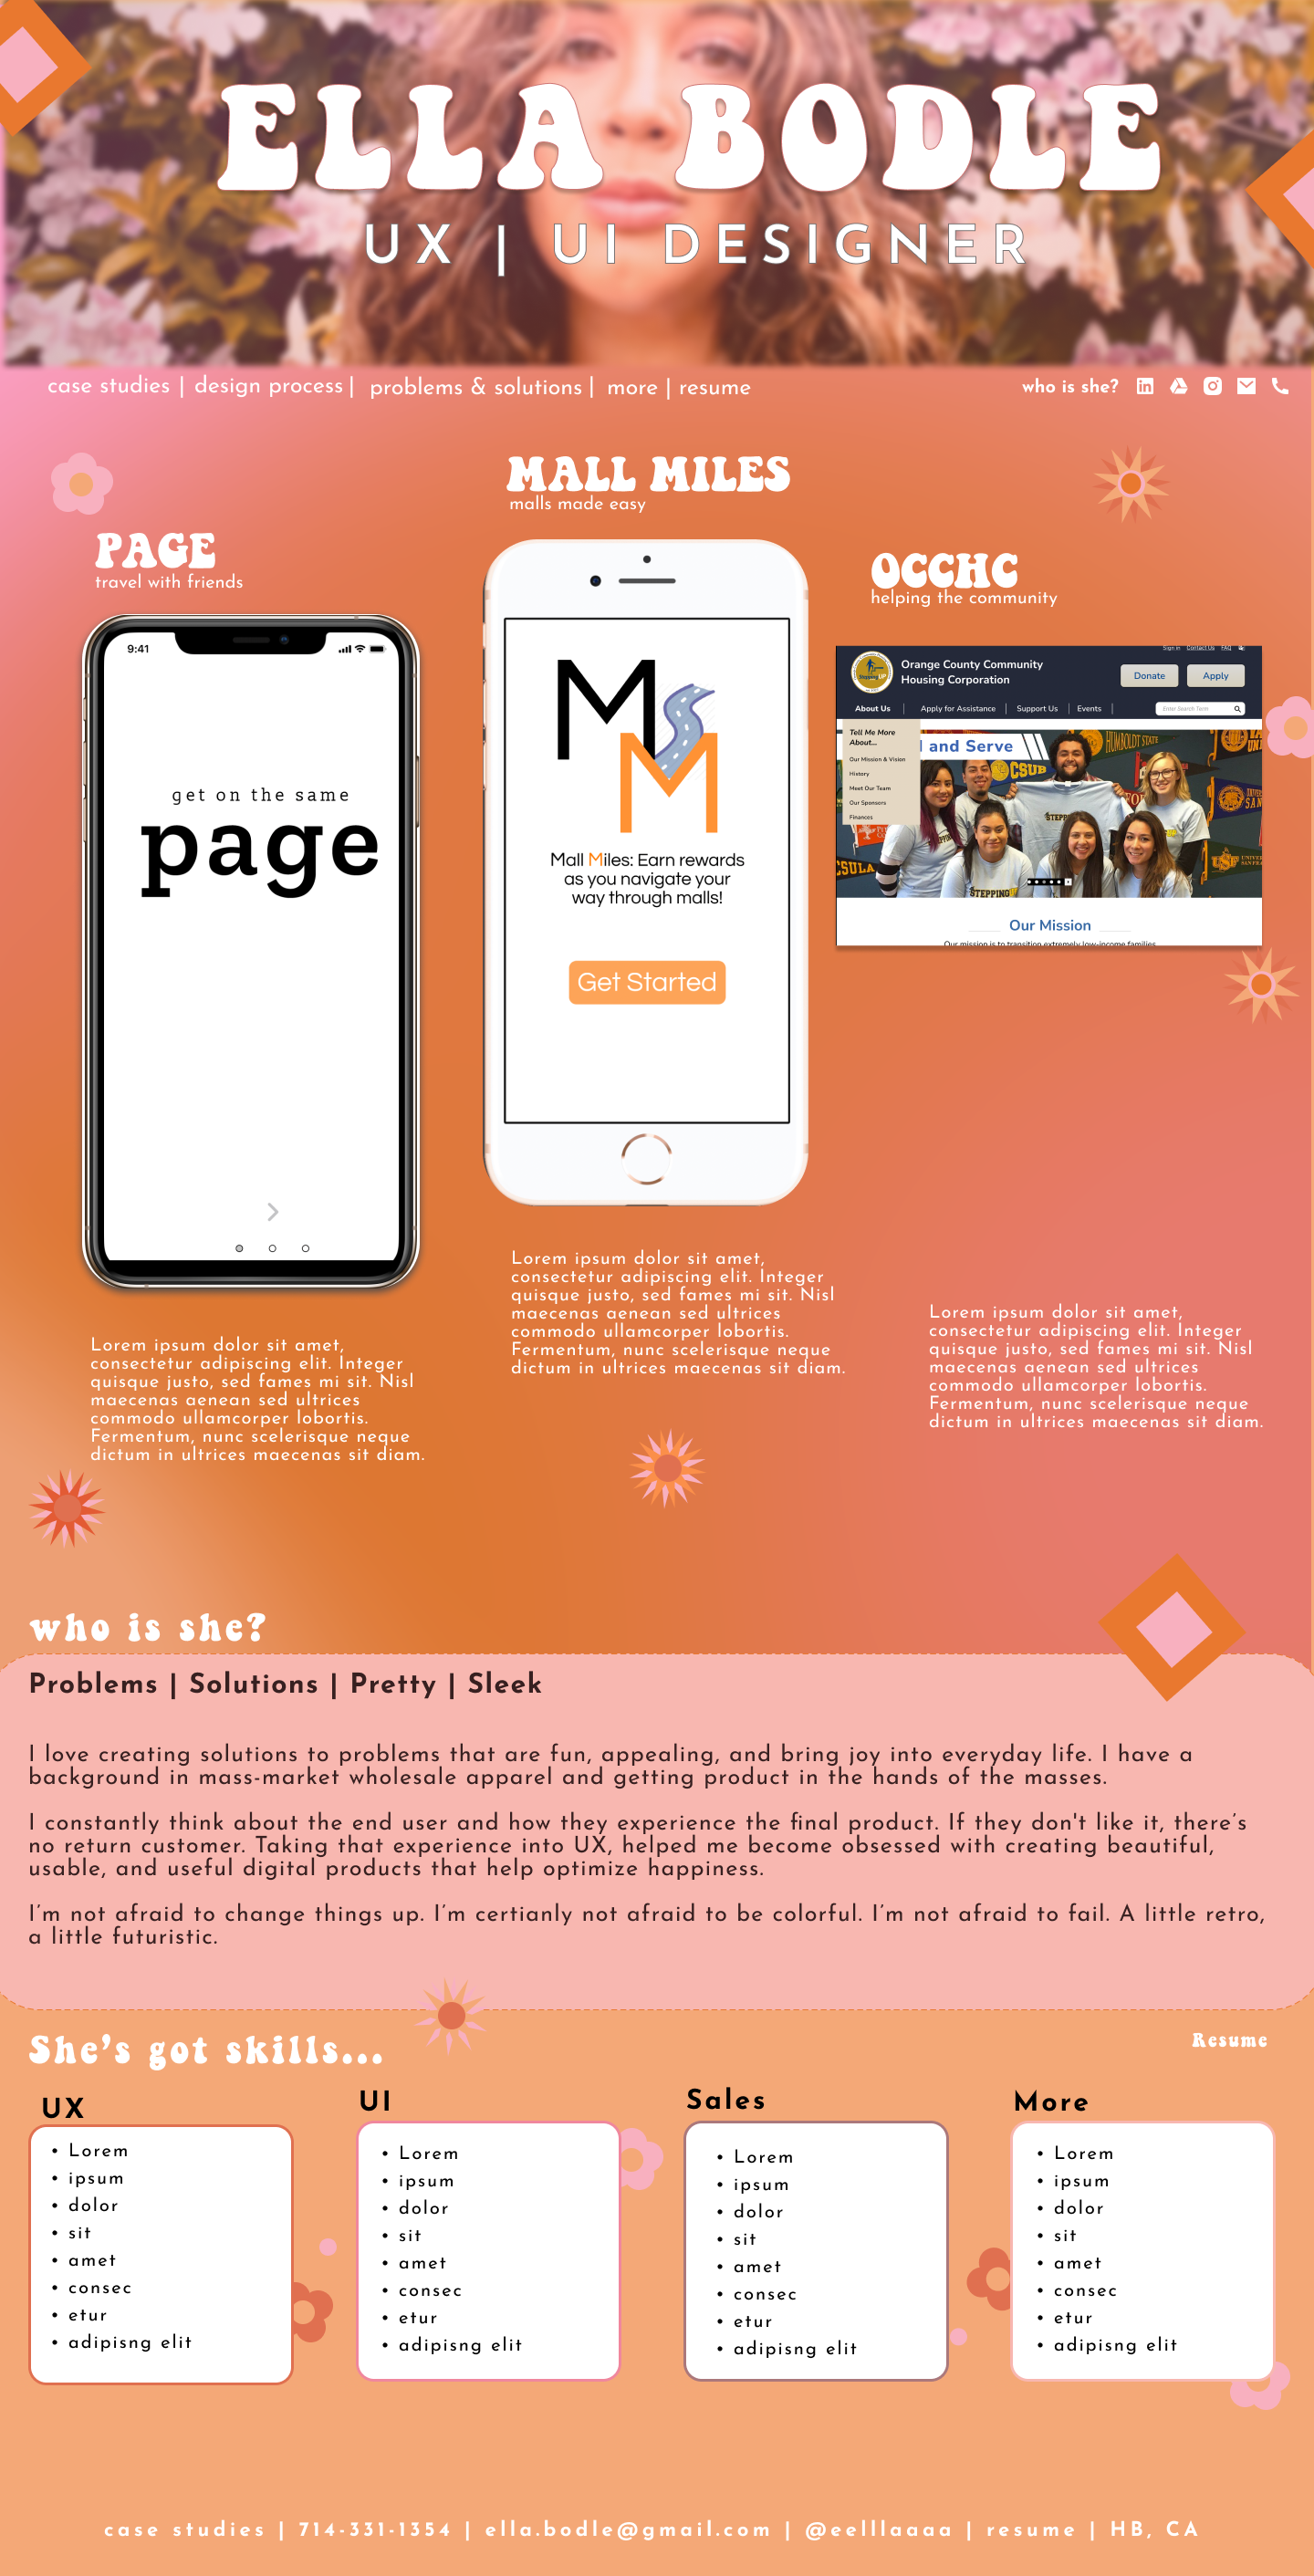 ELLA BODLE
UX | UI DESIGNER
case studies | design process | problems & solutions | more | resume
who is she?
MALL MILES
malls made easy
PAGE
travel with friends
OCCHC
helping the community
9:41
get on the same
page
Mall Miles: Earn rewards
as you navigate your
way through malls!
Get Started
Sign in Contact Us FAQ
Orange County Community
Housing Corporation
Donate
Apply
About Us | Apply for Assistance | Support Us | Events |
Enter Search Term
Tell Me More
About...
Our Mission & Vision
History
Meet Our Team
Our Sponsors
Finances
and Serve
HUMBOLDT STATE
CSUB
CSULA
STEPPING
Our Mission
Our mission is to transition extremely low-income families
Lorem ipsum dolor sit amet,
consectetur adipiscing elit. Integer
quisque justo, sed fames mi sit. Nisl
maecenas aenean sed ultrices
commodo ullamcorper lobortis.
Fermentum, nunc scelerisque neque
dictum in ultrices maecenas sit diam.
Lorem ipsum dolor sit amet,
consectetur adipiscing elit. Integer
quisque justo, sed fames mi sit. Nisl
maecenas aenean sed ultrices
commodo ullamcorper lobortis.
Fermentum, nunc scelerisque neque
dictum in ultrices maecenas sit diam.
Lorem ipsum dolor sit amet,
consectetur adipiscing elit. Integer
quisque justo, sed fames mi sit. Nisl
maecenas aenean sed ultrices
commodo ullamcorper lobortis.
Fermentum, nunc scelerisque neque
dictum in ultrices maecenas sit diam.
who is she?
Problems | Solutions | Pretty | Sleek
I love creating solutions to problems that are fun, appealing, and bring joy into everyday life. I have a
background in mass-market wholesale apparel and getting product in the hands of the masses.
I constantly think about the end user and how they experience the final product. If they don't like it, there's
no return customer. Taking that experience into UX, helped me become obsessed with creating beautiful,
usable, and useful digital products that help optimize happiness.
I'm not afraid to change things up. I'm certianly not afraid to be colorful. I'm not afraid to fail. A little retro,
a little futuristic.
She's got skills...
Resume
UX
• Lorem
• ipsum
• dolor
• sit
• amet
• consec
• etur
• adipisng elit
UI
• Lorem
• ipsum
• dolor
• sit
• amet
• consec
• etur
• adipisng elit
Sales
• Lorem
• ipsum
• dolor
• sit
• amet
• consec
• etur
• adipisng elit
More
• Lorem
• ipsum
• dolor
• sit
• amet
• consec
• etur
• adipisng elit
case studies | 714-331-1354 | ella.bodle@gmail.com | @eelllaaaa | resume | HB, CA